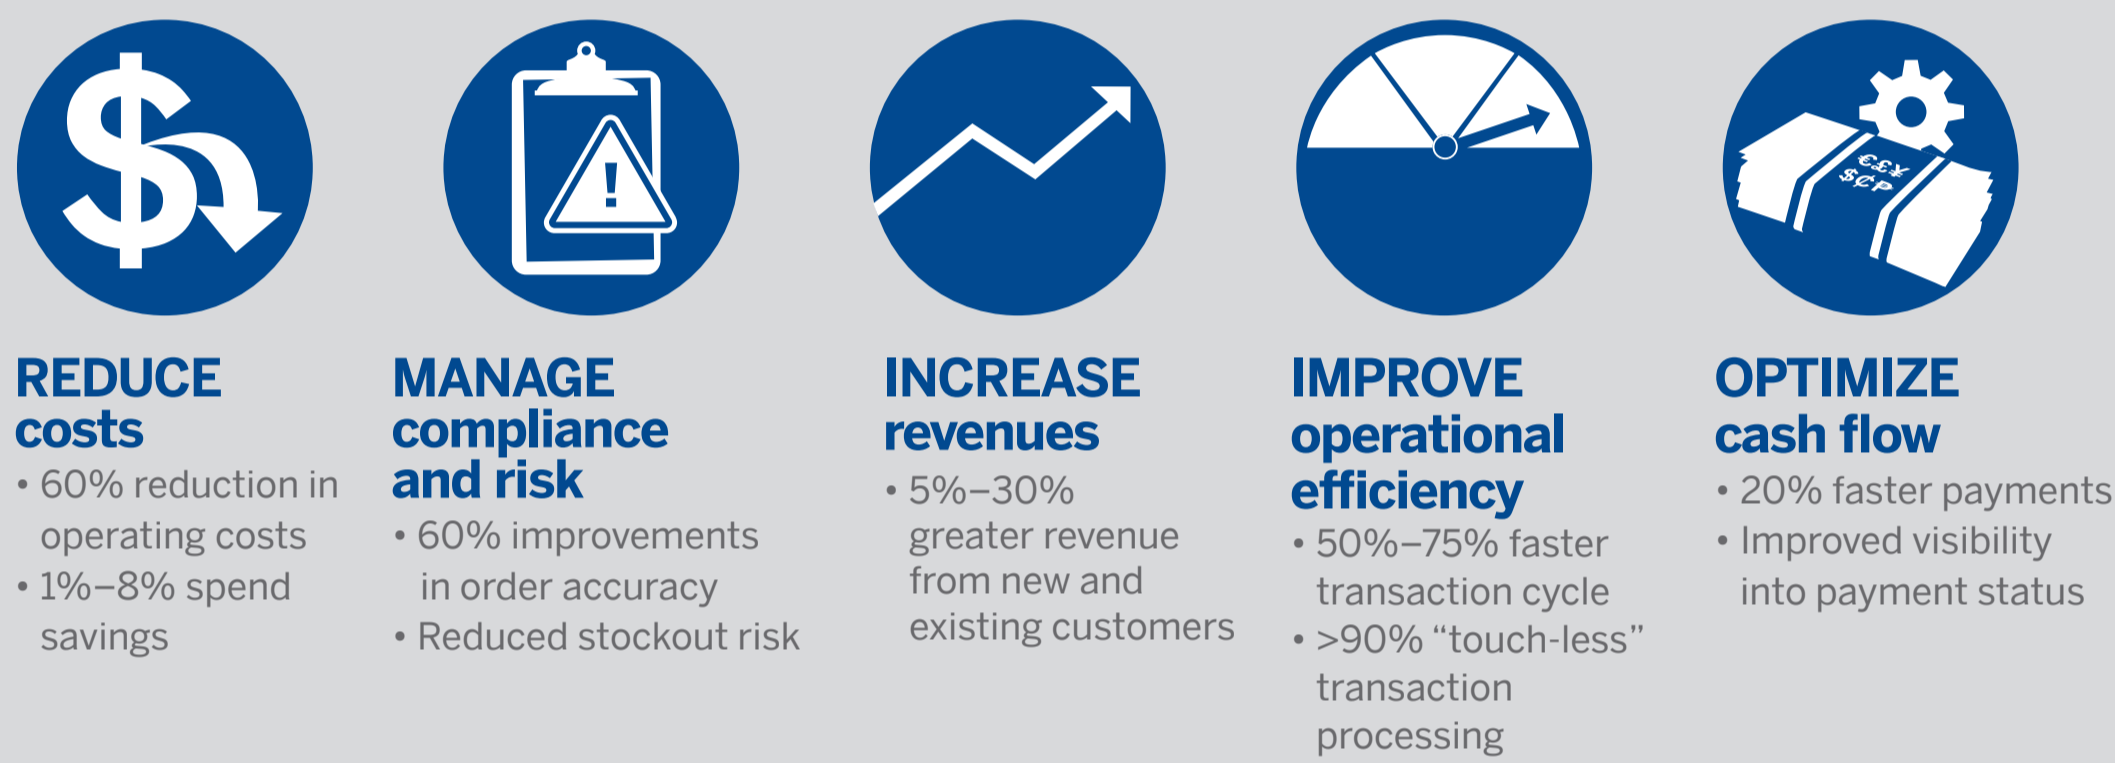 !
€£¥
$₵₱
REDUCE
costs
• 60% reduction in
operating costs
• 1%–8% spend
savings
MANAGE
compliance
and risk
• 60% improvements
in order accuracy
• Reduced stockout risk
INCREASE
revenues
• 5%–30%
greater revenue
from new and
existing customers
IMPROVE
operational
efficiency
• 50%–75% faster
transaction cycle
• >90% “touch-less”
transaction
processing
OPTIMIZE
cash flow
• 20% faster payments
• Improved visibility
into payment status